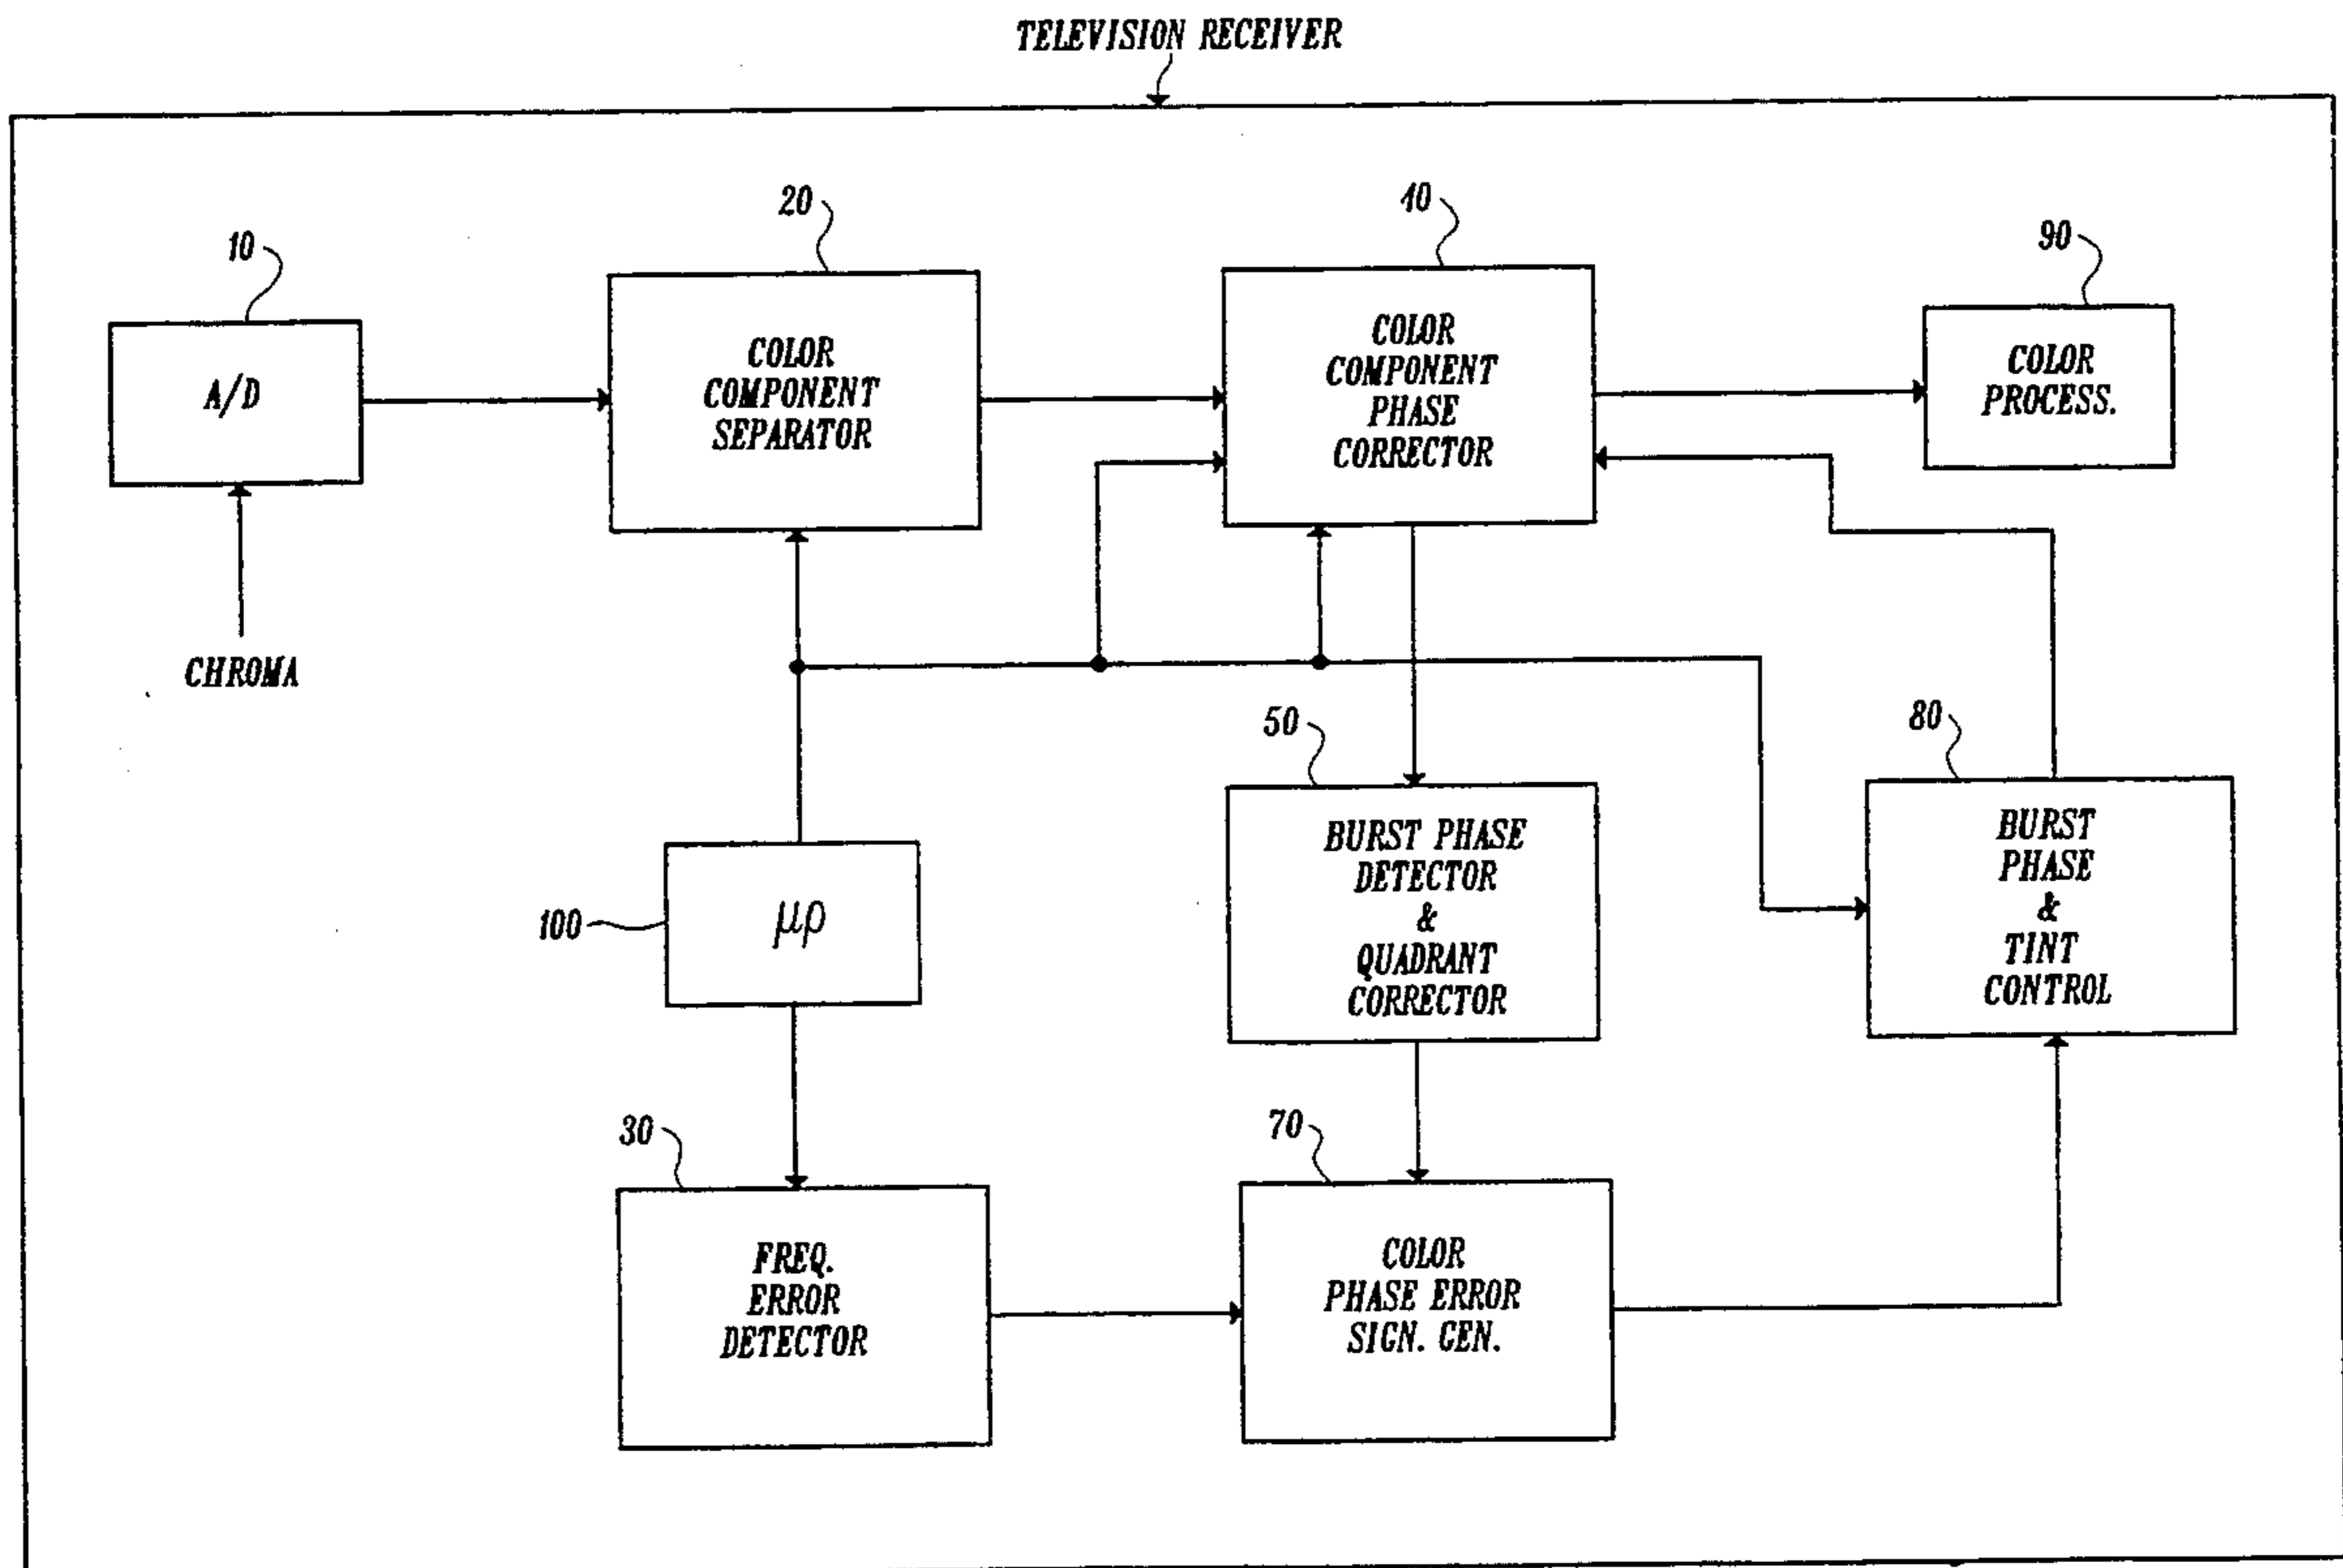 TELEVISION RECEIVER
10
20
40
90
A/D
COLOR
COMPONENT
SEPARATOR
COLOR
COMPONENT
PHASE
CORRECTOR
COLOR
PROCESS.
CHROMA
100
μρ
50
BURST PHASE
DETECTOR
&
QUADRANT
CORRECTOR
80
BURST
PHASE
&
TINT
CONTROL
30
FREQ.
ERROR
DETECTOR
70
COLOR
PHASE ERROR
SIGN. GEN.